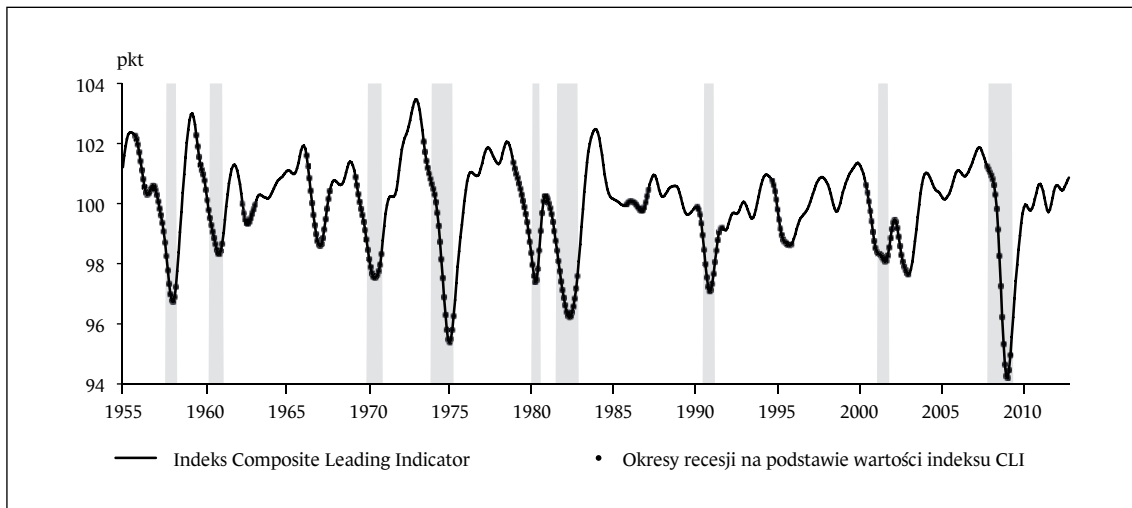 pkt
104
102
100
98
96
94
1955 1960 1965 1970 1975 1980 1985 1990 1995 2000 2005 2010
Indeks Composite Leading Indicator
Okresy recesji na podstawie wartości indeksu CLI